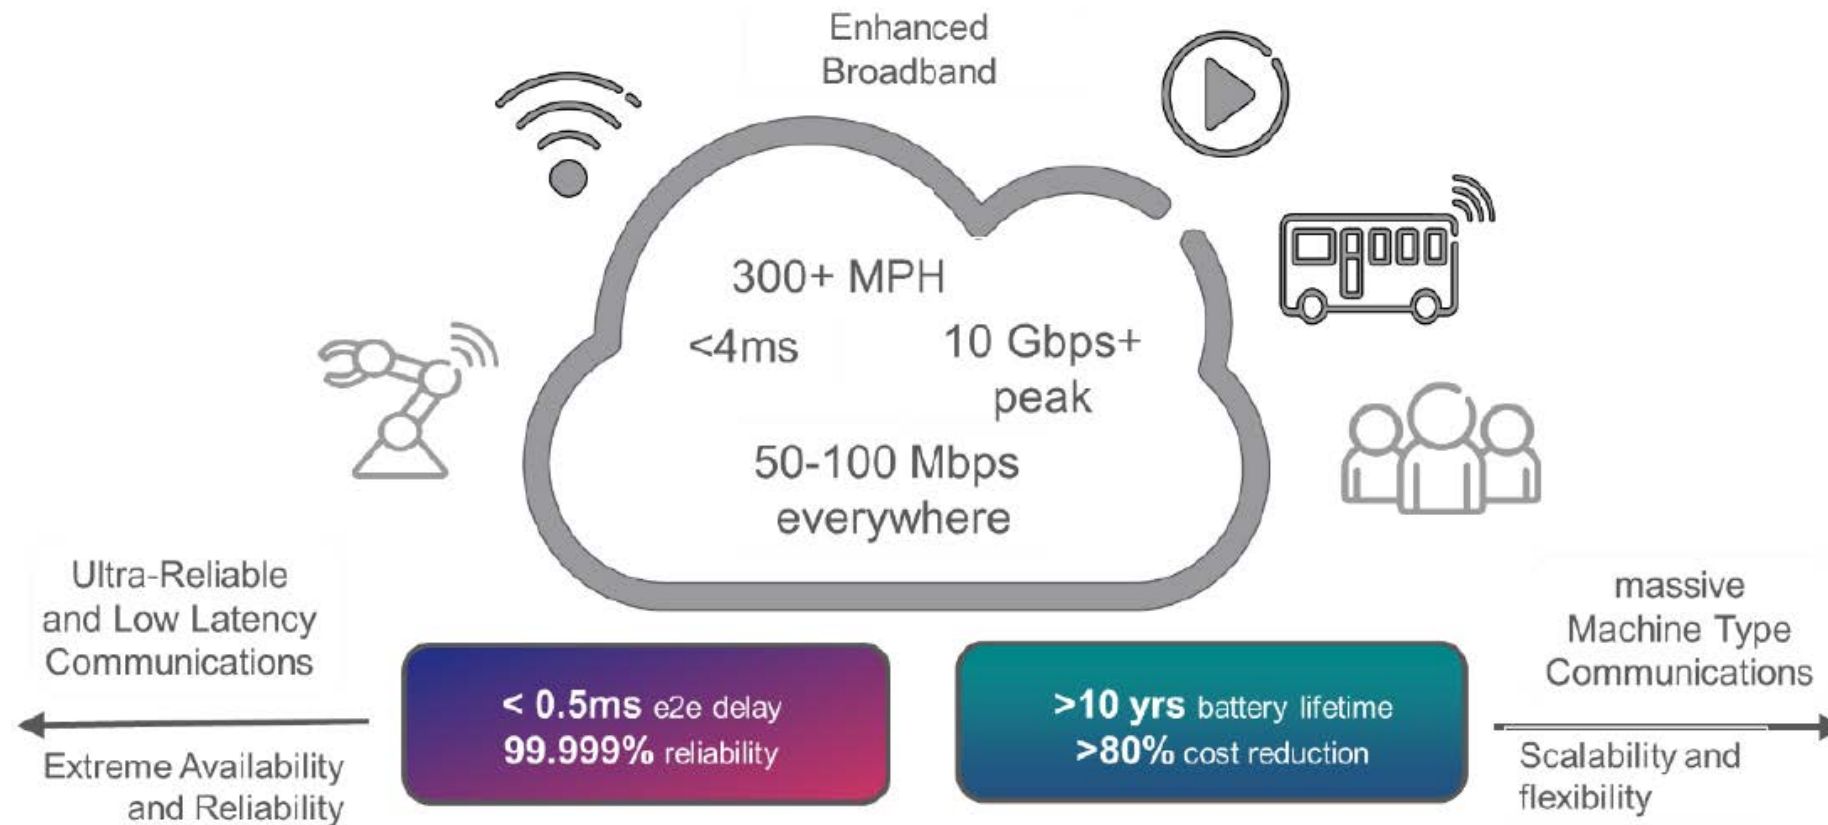 Enhanced
Broadband
300+ MPH
<4ms
10 Gbps+
peak
50-100 Mbps
everywhere
Ultra-Reliable
and Low Latency
Communications
Extreme Availability
and Reliability
< 0.5ms e2e delay
99.999% reliability
>10 yrs battery lifetime
>80% cost reduction
massive
Machine Type
Communications
Scalability and
flexibility